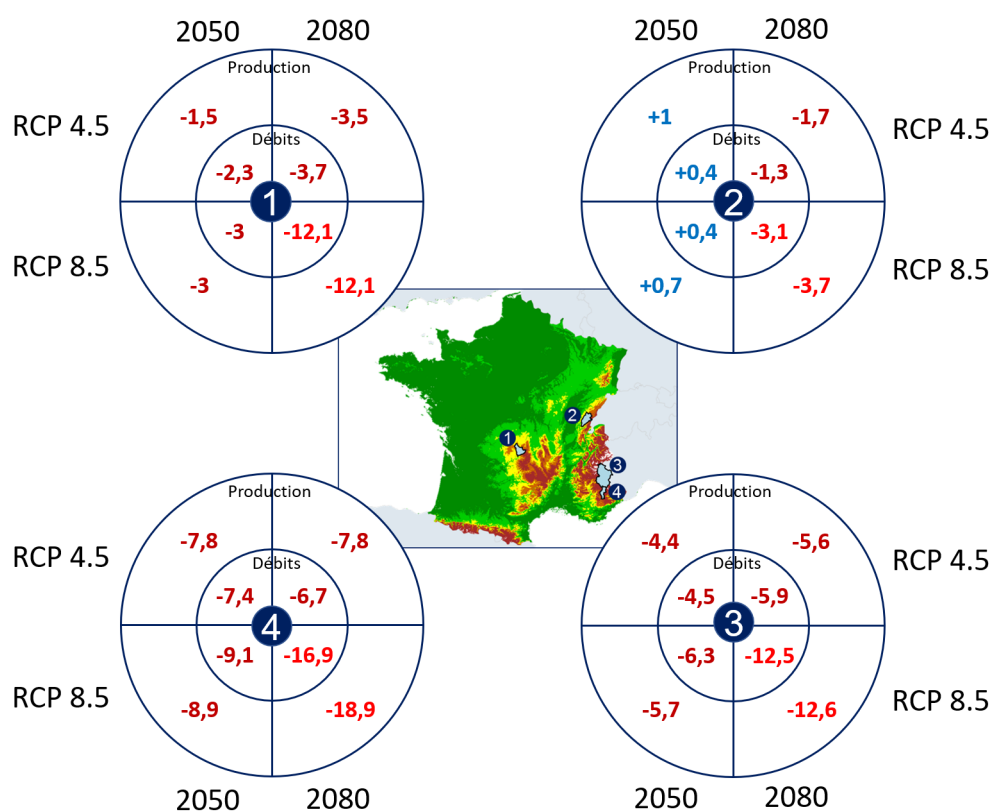 2050 2080
2050 2080
Production
Production
RCP 4.5
-1,5 -3,5
+1 -1,7
RCP 4.5
Débits
Débits
-2,3 -3,7
+0,4 -1,3
1
2
-3 -12,1
+0,4 -3,1
RCP 8.5
-3 -12,1
+0,7 -3,7
RCP 8.5
2
1
3
4
Production
Production
RCP 4.5
-7,8 -7,8
-4,4 -5,6
RCP 4.5
Débits
Débits
-7,4 -6,7
-4,5 -5,9
4
3
-9,1 -16,9
-6,3 -12,5
RCP 8.5
-8,9 -18,9
-5,7 -12,6
RCP 8.5
2050 2080
2050 2080